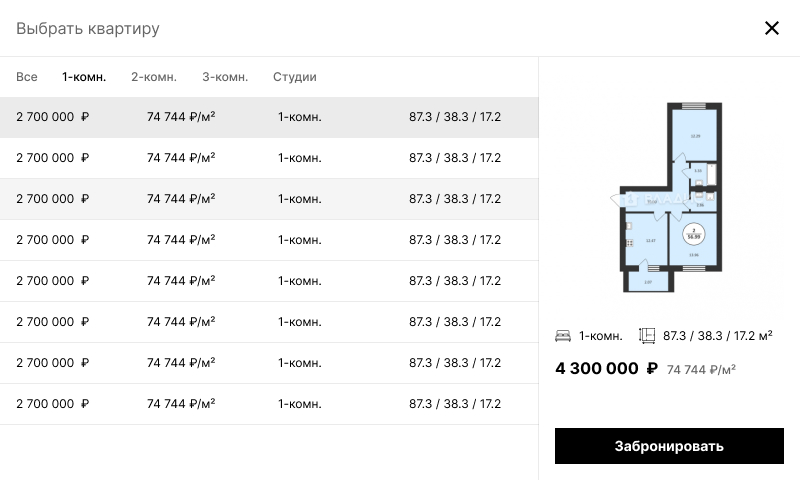 Выбрать квартиру
Все 1-комн. 2-комн. 3-комн. Студии
2 700 000 ₽ 74 744 ₽/м² 1-комн. 87.3 / 38.3 / 17.2
2 700 000 ₽ 74 744 ₽/м² 1-комн. 87.3 / 38.3 / 17.2
2 700 000 ₽ 74 744 ₽/м² 1-комн. 87.3 / 38.3 / 17.2
2 700 000 ₽ 74 744 ₽/м² 1-комн. 87.3 / 38.3 / 17.2
2 700 000 ₽ 74 744 ₽/м² 1-комн. 87.3 / 38.3 / 17.2
2 700 000 ₽ 74 744 ₽/м² 1-комн. 87.3 / 38.3 / 17.2
2 700 000 ₽ 74 744 ₽/м² 1-комн. 87.3 / 38.3 / 17.2
2 700 000 ₽ 74 744 ₽/м² 1-комн. 87.3 / 38.3 / 17.2
2
56.99
1-комн. 87.3 / 38.3 / 17.2 м²
4 300 000 ₽ 74 744 ₽/м²
Забронировать